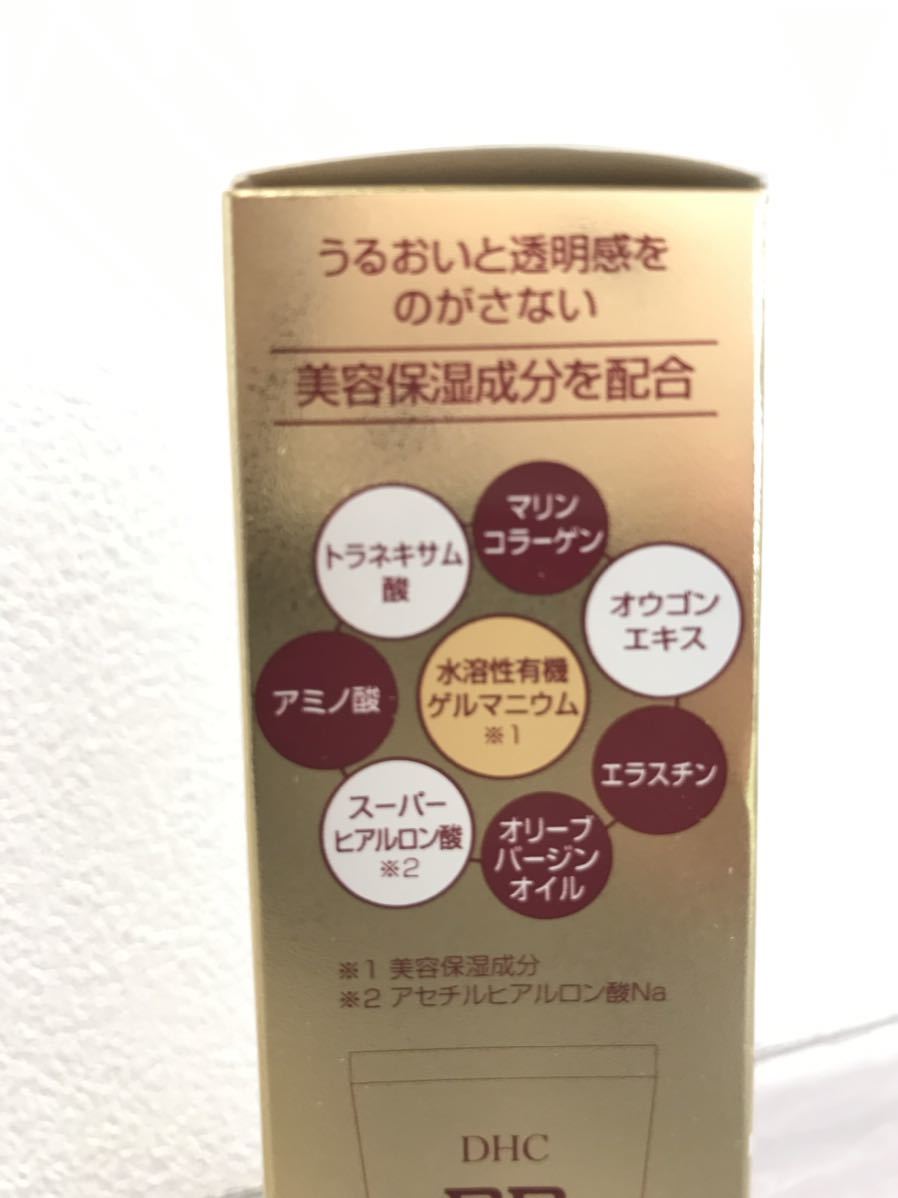 うるおいと透明感を
のがさない
美容保湿成分を配合
マリン
コラーゲン
トラネキサム
酸
オウゴン
エキス
水溶性有機
ゲルマニウム
※1
アミノ酸
エラスチン
スーパー
ヒアルロン酸
※2
オリーブ
バージン
オイル
※1 美容保湿成分
※2 アセチルヒアルロン酸Na
DHC